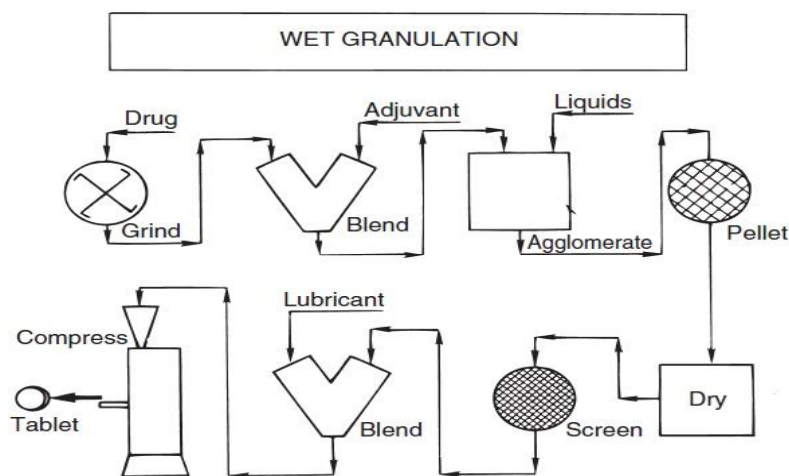 WET GRANULATION
Drug
Adjuvant
Liquids
Grind
Blend
Agglomerate
Pellet
Lubricant
Compress
Dry
Tablet
Blend
Screen